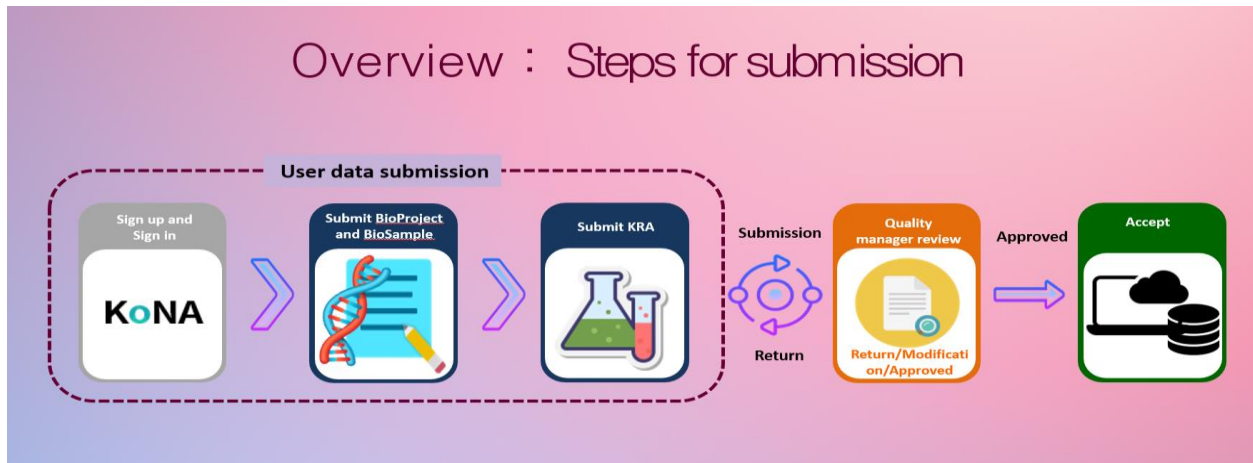 Overview : Steps for submission
User data submission
Sign up and
Sign in
KoNA
Submit BioProject
and BioSample
Submit KRA
Submission
Return
Quality
manager review
Return/Modificati
on/Approved
Approved
Accept